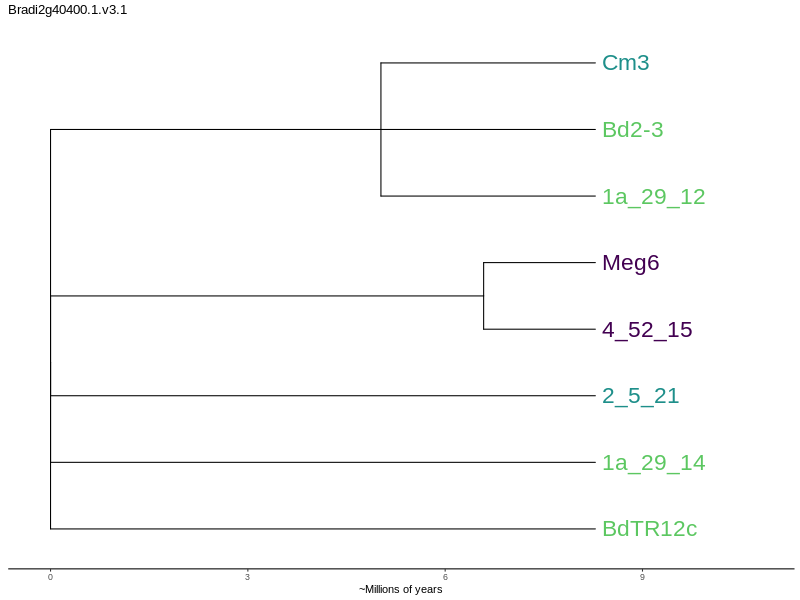 Bradi2g40400.1.v3.1
Cm3
Bd2-3
1a_29_12
Meg6
4_52_15
2_5_21
1a_29_14
BdTR12c
0 3 6 9
~Millions of years